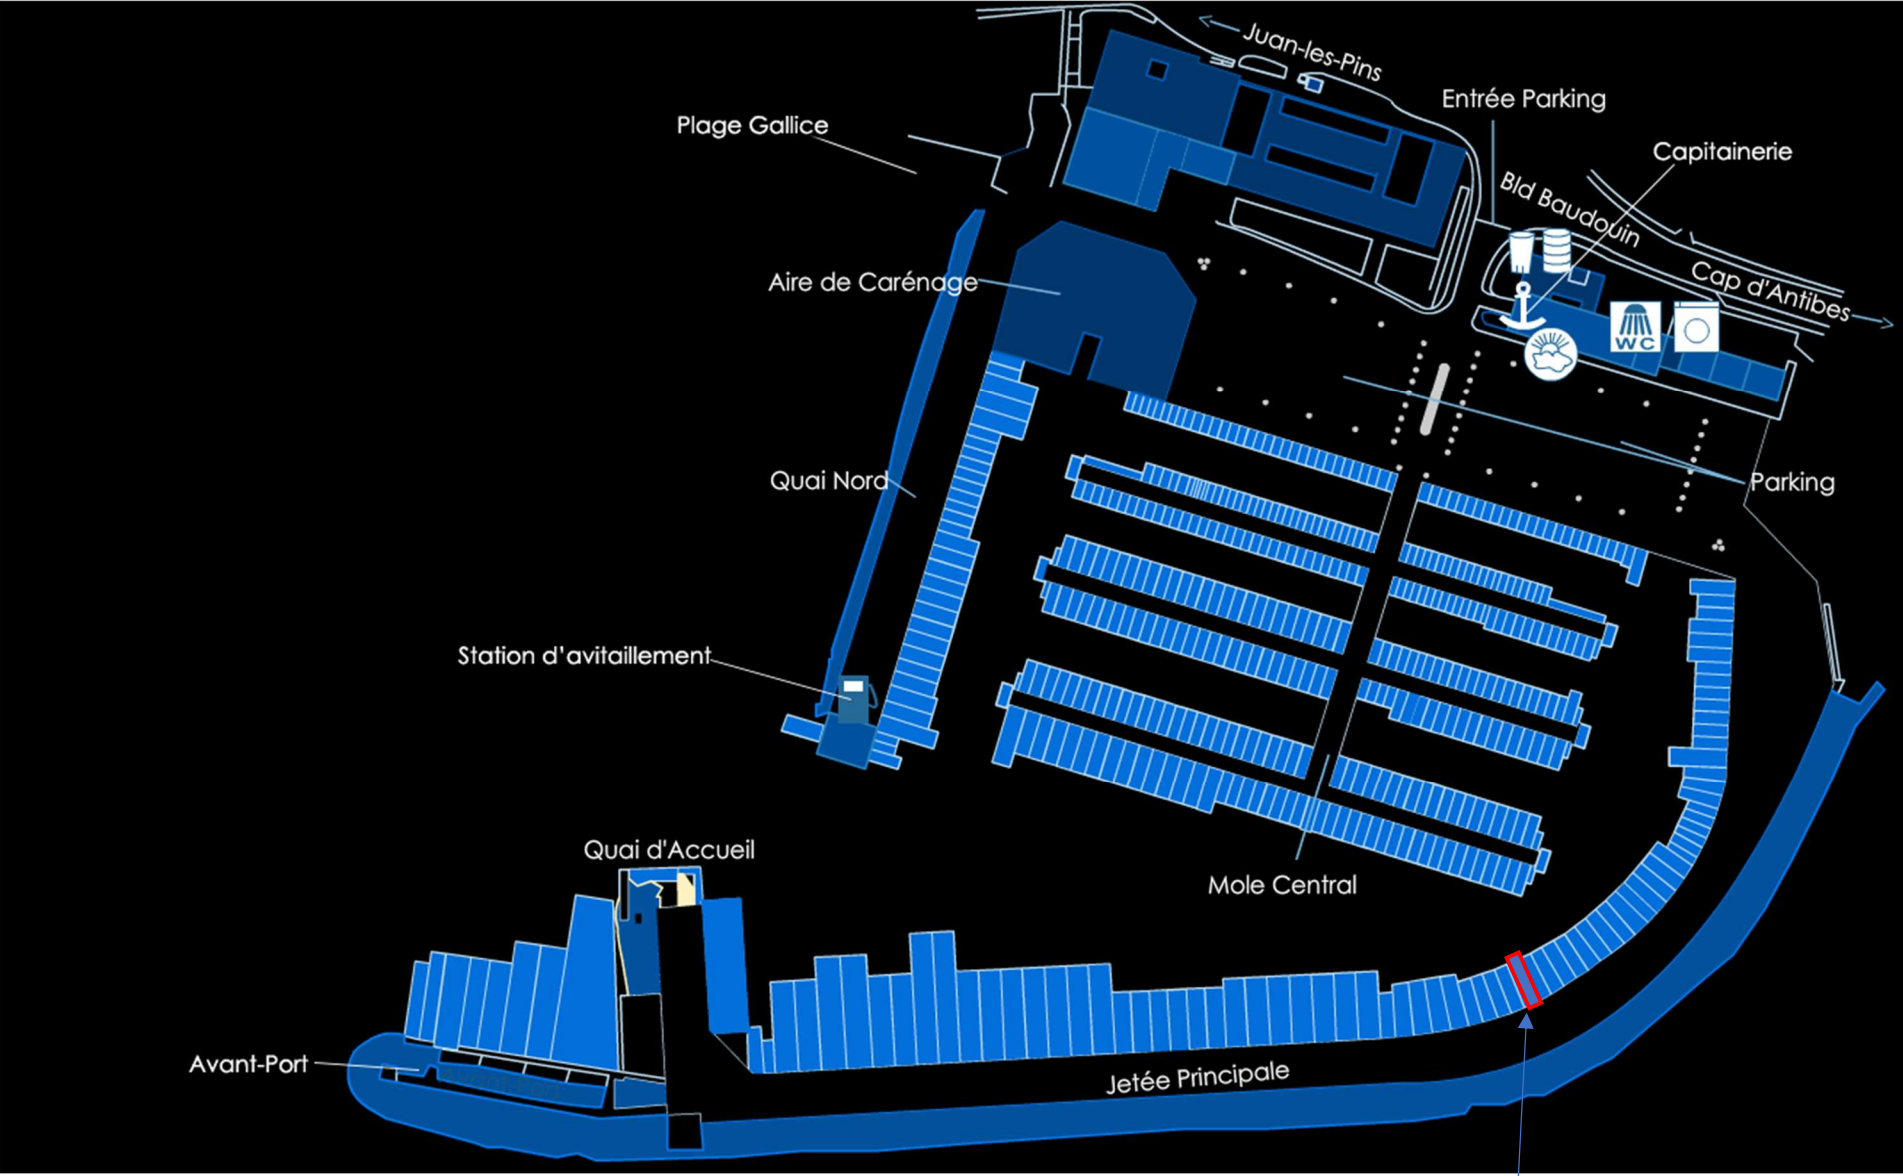 Juan-les-Pins
Entrée Parking
Plage Gallice
Capitainerie
Bld Baudouin
Cap d'Antibes
Aire de Carénage
WC
Quai Nord
Parking
Station d'avitaillement
Quai d'Accueil
Mole Central
Avant-Port
Jetée Principale